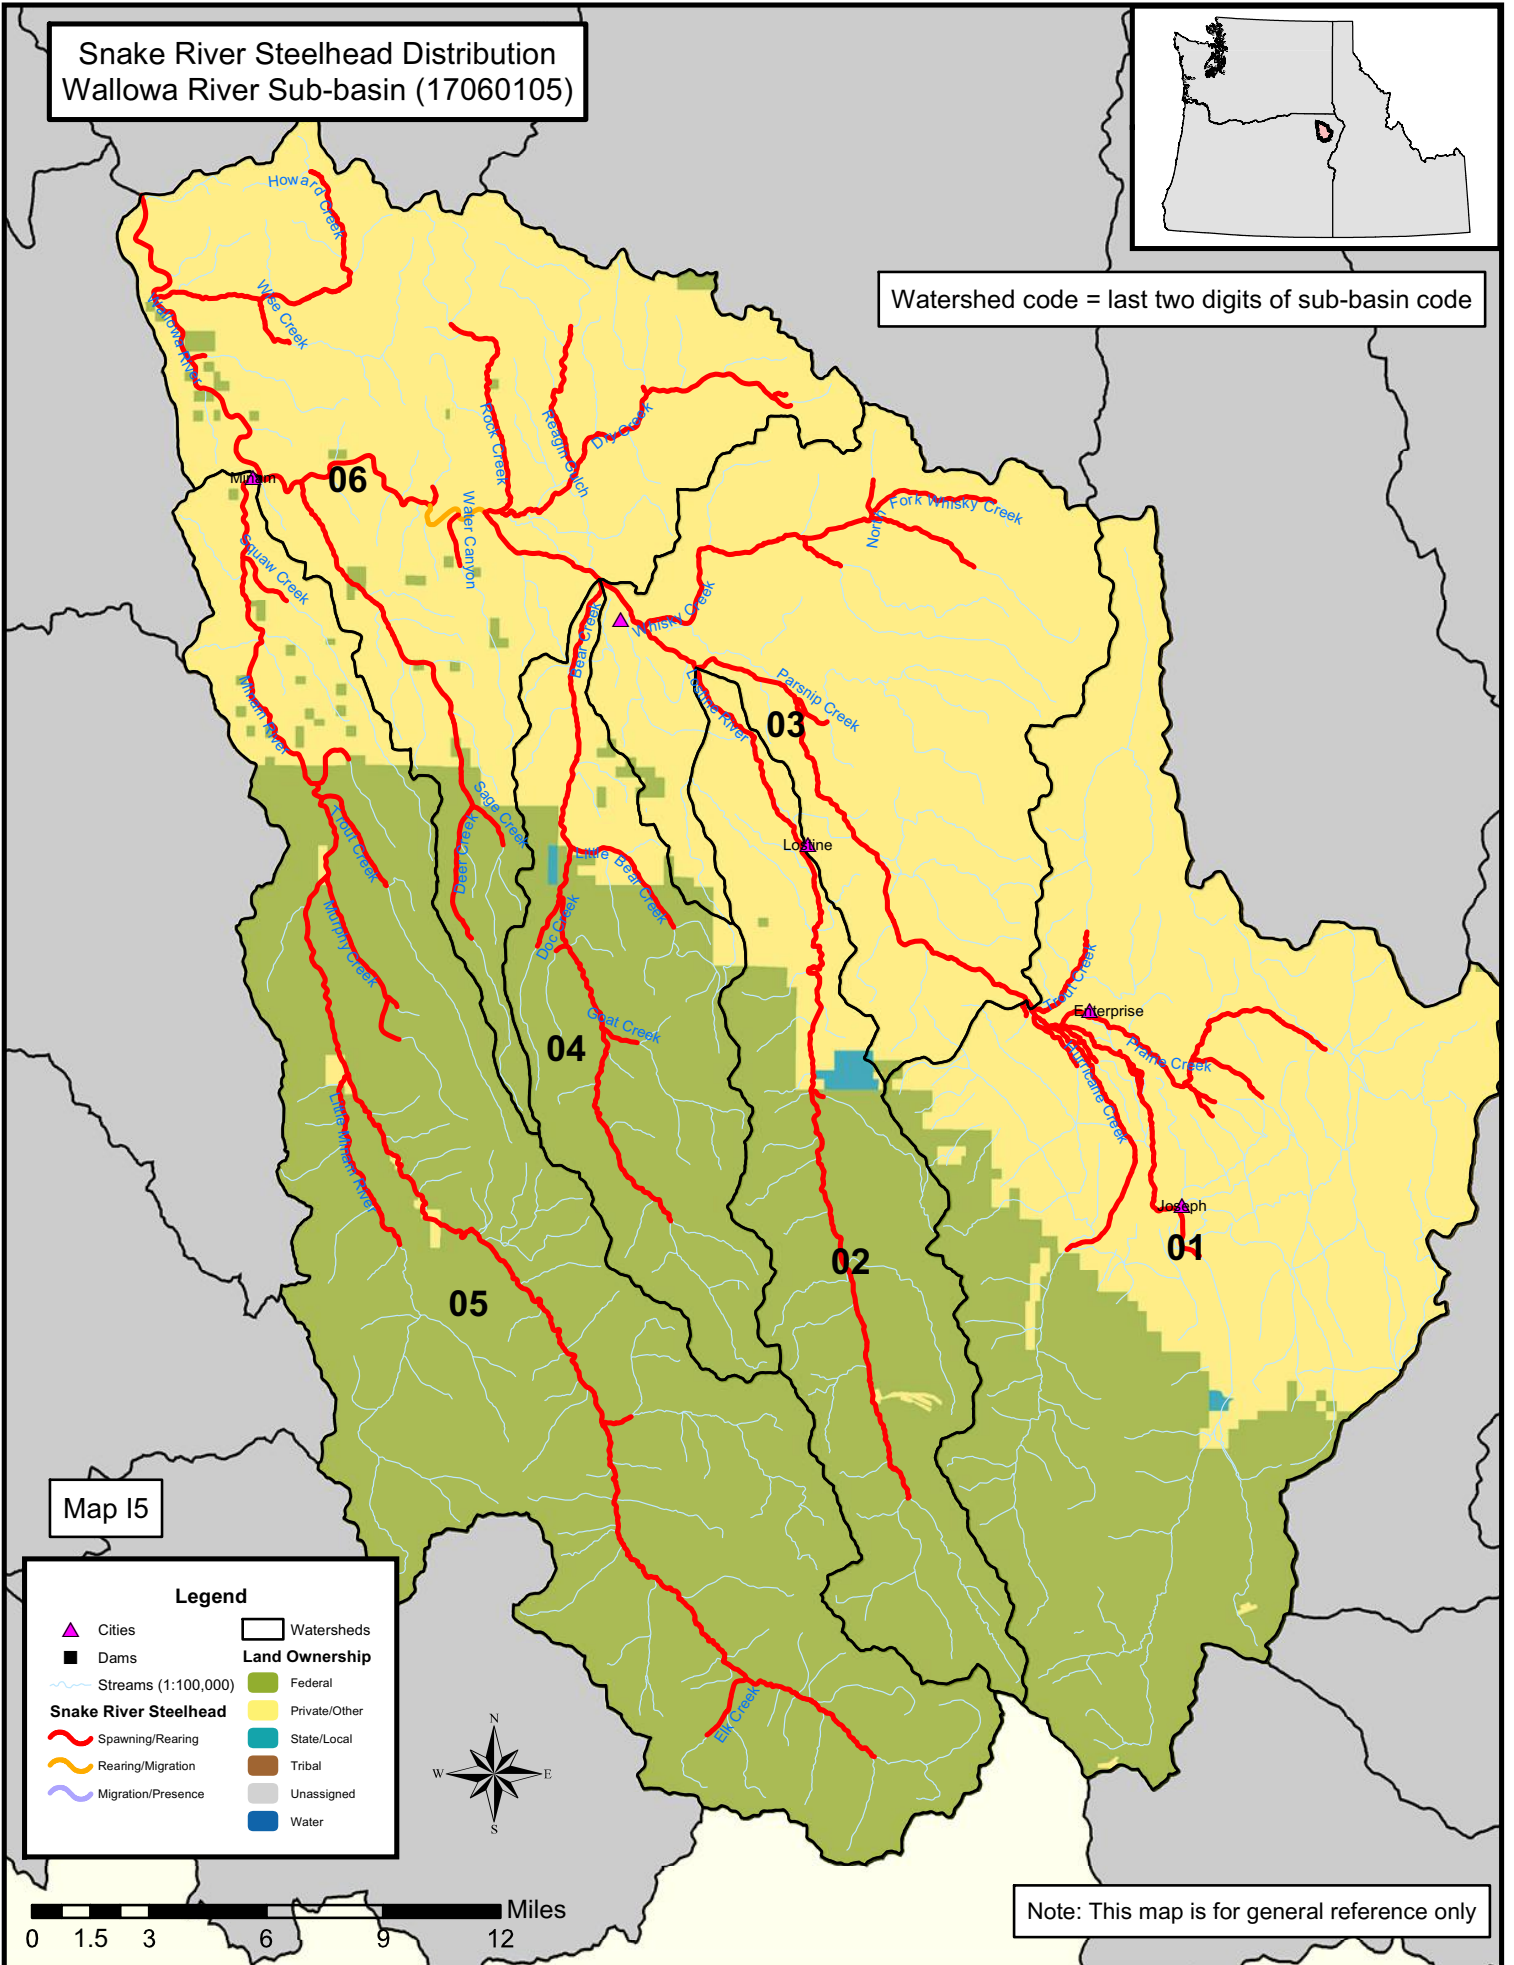 Snake River Steelhead Distribution
Wallowa River Sub-basin (17060105)
Watershed code = last two digits of sub-basin code
Howard Creek
Wise Creek
Wallowa River
Rock Creek
Reagin Gulch
Dry Creek
Minam
06
Water Canyon
North Fork Whisky Creek
Squaw Creek
Bear Creek
Whisky Creek
Minam River
Lostine River
Parsnip Creek
03
Trout Creek
Sage Creek
Deer Creek
Lostine
Little Bear Creek
Murphy Creek
Doc Creek
Goat Creek
04
Trout Creek
Enterprise
Prairie Creek
Hurricane Creek
Little Minam River
Joseph
01
02
05
Elk Creek
Map I5
Legend
Cities
Dams
Streams (1:100,000)
Snake River Steelhead
Spawning/Rearing
Rearing/Migration
Migration/Presence
Watersheds
Land Ownership
Federal
Private/Other
State/Local
Tribal
Unassigned
Water
N
W
E
S
Miles
0 1.5 3 6 9 12
Note: This map is for general reference only